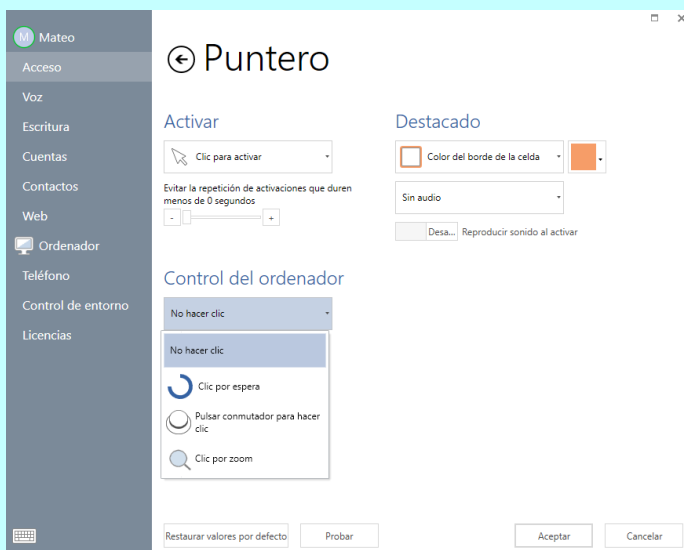 M Mateo
Acceso
Voz
Escritura
Cuentas
Contactos
Web
Ordenador
Teléfono
Control de entorno
Licencias
Puntero
Activar
Clic para activar
Evitar la repetición de activaciones que duren
menos de 0 segundos
- +
Destacado
Color del borde de la celda
Sin audio
Desa... Reproducir sonido al activar
Control del ordenador
No hacer clic
No hacer clic
Clic por espera
Pulsar conmutador para hacer
clic
Clic por zoom
Restaurar valores por defecto
Probar
Aceptar
Cancelar